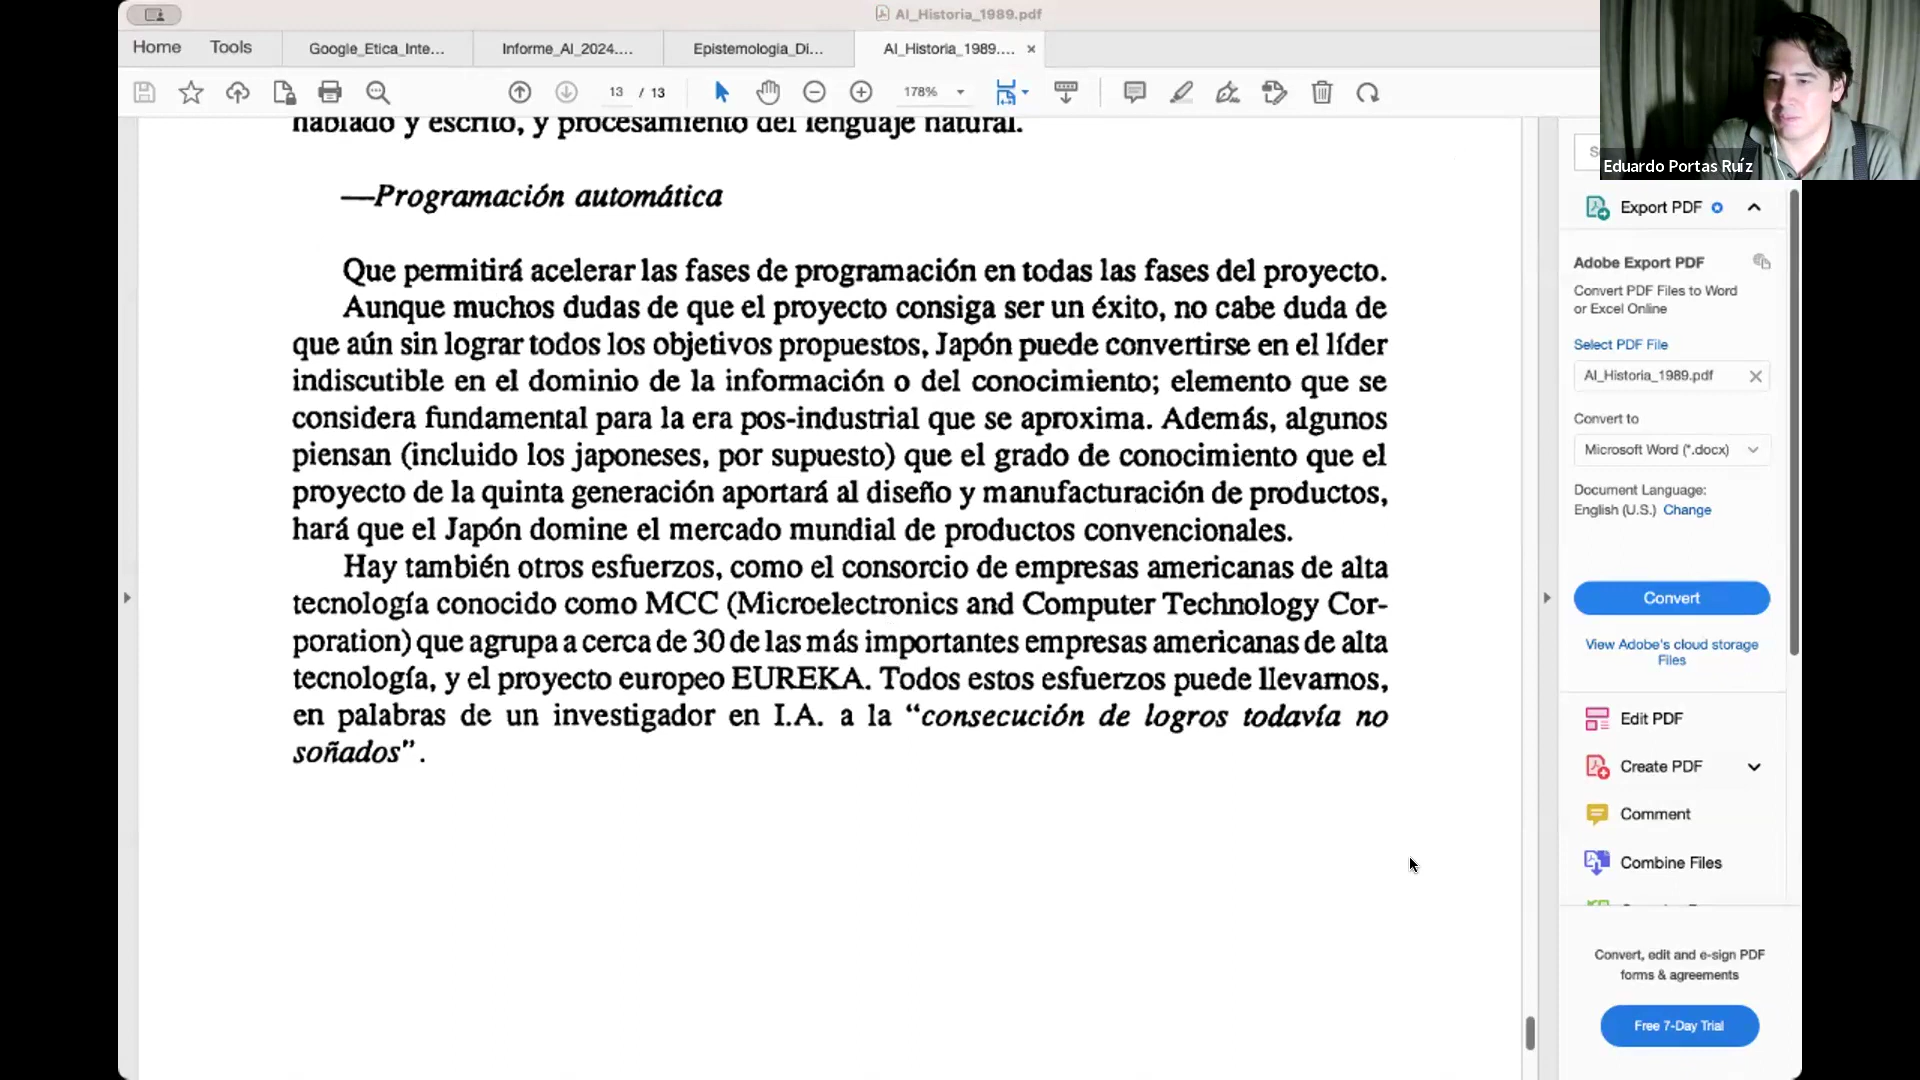 AI_Historia_1989.pdf
Home
Tools
Google_Etica_Inte...
Informe_AI_2024....
Epistemologia_Di...
AI_Historia_1989....
13 / 13
178%
hablado y escrito, y procesamiento del lenguaje natural.
—Programación automática
Que permitirá acelerar las fases de programación en todas las fases del proyecto.
Aunque muchos dudas de que el proyecto consiga ser un éxito, no cabe duda de
que aún sin lograr todos los objetivos propuestos, Japón puede convertirse en el líder
indiscutible en el dominio de la información o del conocimiento; elemento que se
considera fundamental para la era pos-industrial que se aproxima. Además, algunos
piensan (incluido los japoneses, por supuesto) que el grado de conocimiento que el
proyecto de la quinta generación aportará al diseño y manufacturación de productos,
hará que el Japón domine el mercado mundial de productos convencionales.
Hay también otros esfuerzos, como el consorcio de empresas americanas de alta
tecnología conocido como MCC (Microelectronics and Computer Technology Cor-
poration) que agrupa a cerca de 30 de las más importantes empresas americanas de alta
tecnología, y el proyecto europeo EUREKA. Todos estos esfuerzos puede llevarnos,
en palabras de un investigador en I.A. a la “consecución de logros todavía no
soñados”.
Eduardo Portas Ruíz
Export PDF
Adobe Export PDF
Convert PDF Files to Word
or Excel Online
Select PDF File
AI_Historia_1989.pdf
Convert to
Microsoft Word (*.docx)
Document Language:
English (U.S.) Change
Convert
View Adobe's cloud storage
Files
Edit PDF
Create PDF
Comment
Combine Files
Convert, edit and e-sign PDF
forms & agreements
Free 7-Day Trial